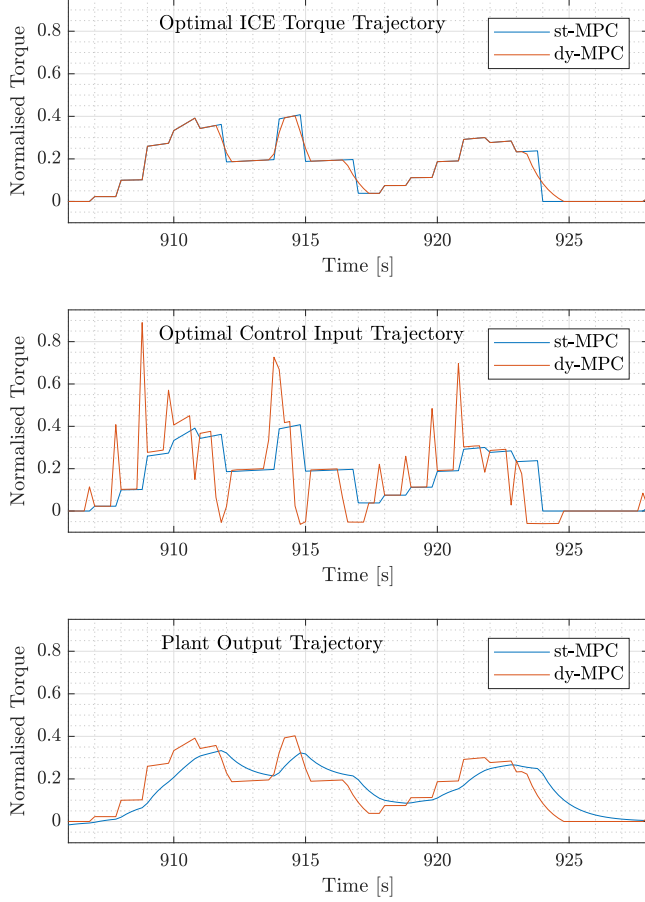 Optimal ICE Torque Trajectory
st-MPC
dy-MPC
Normalised Torque
0.8
0.6
0.4
0.2
0
910
915
920
925
Time [s]
Optimal Control Input Trajectory
st-MPC
dy-MPC
Normalised Torque
0.8
0.6
0.4
0.2
0
910
915
920
925
Time [s]
Plant Output Trajectory
st-MPC
dy-MPC
Normalised Torque
0.8
0.6
0.4
0.2
0
910
915
920
925
Time [s]